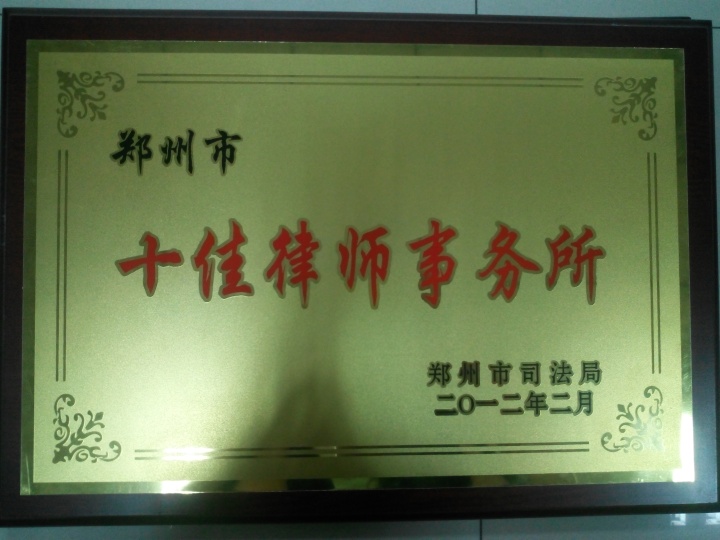 郑州市
十佳律师事务所
郑州市司法局
二〇一二年二月